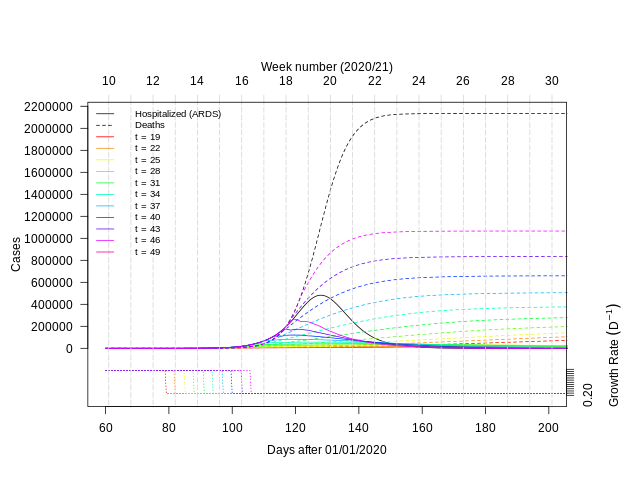 Week number (2020/21)
10 12 14 16 18 20 22 24 26 28 30
2200000
2000000
1800000
1600000
1400000
1200000
1000000
800000
600000
400000
200000
0
Cases
Hospitalized (ARDS)
Deaths
t = 19
t = 22
t = 25
t = 28
t = 31
t = 34
t = 37
t = 40
t = 43
t = 46
t = 49
0.20
Growth Rate (D⁻¹)
60 80 100 120 140 160 180 200
Days after 01/01/2020